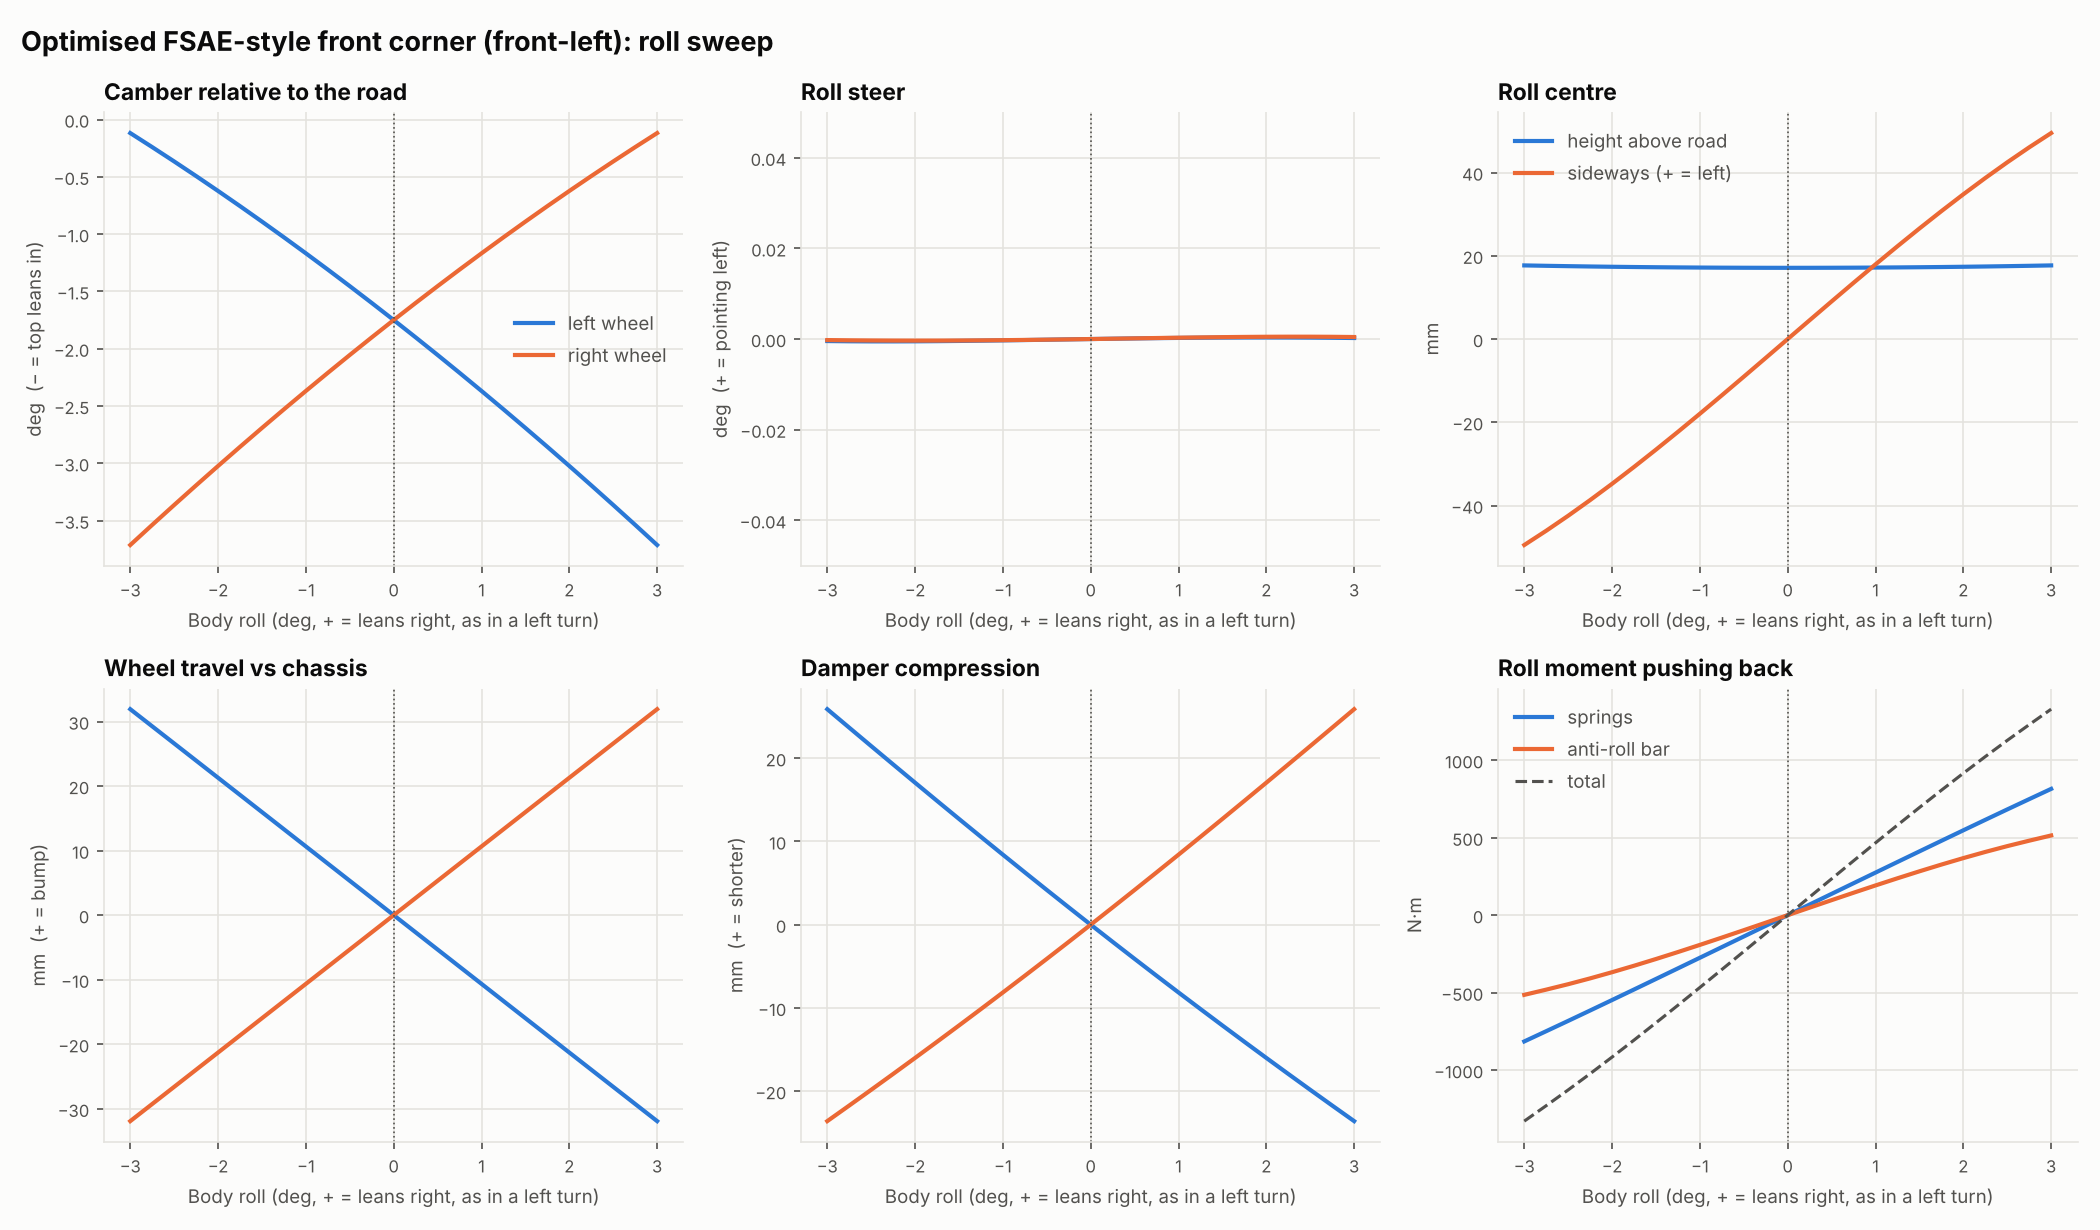 Optimised FSAE-style front corner (front-left): roll sweep
Camber relative to the road
0.0
−0.5
−1.0
−1.5
−2.0
−2.5
−3.0
−3.5
deg (− = top leans in)
left wheel
right wheel
−3 −2 −1 0 1 2 3
Body roll (deg, + = leans right, as in a left turn)
Roll steer
0.04
0.02
0.00
−0.02
−0.04
deg (+ = pointing left)
−3 −2 −1 0 1 2 3
Body roll (deg, + = leans right, as in a left turn)
Roll centre
height above road
sideways (+ = left)
40
20
0
−20
−40
mm
−3 −2 −1 0 1 2 3
Body roll (deg, + = leans right, as in a left turn)
Wheel travel vs chassis
30
20
10
0
−10
−20
−30
mm (+ = bump)
−3 −2 −1 0 1 2 3
Body roll (deg, + = leans right, as in a left turn)
Damper compression
20
10
0
−10
−20
mm (+ = shorter)
−3 −2 −1 0 1 2 3
Body roll (deg, + = leans right, as in a left turn)
Roll moment pushing back
springs
anti-roll bar
total
1000
500
0
−500
−1000
N·m
−3 −2 −1 0 1 2 3
Body roll (deg, + = leans right, as in a left turn)